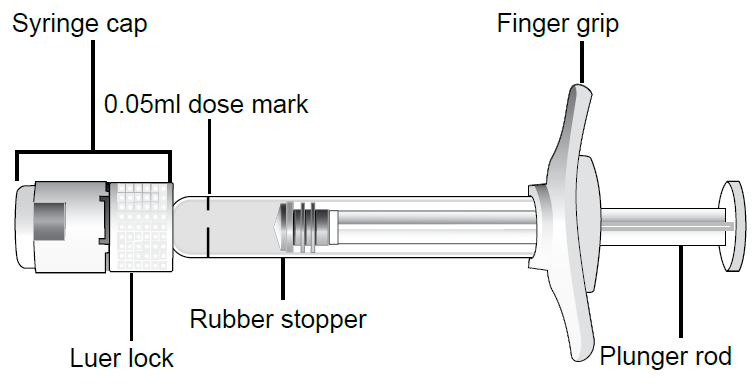 Syringe cap
Finger grip
0.05ml dose mark
Rubber stopper
Luer lock
Plunger rod